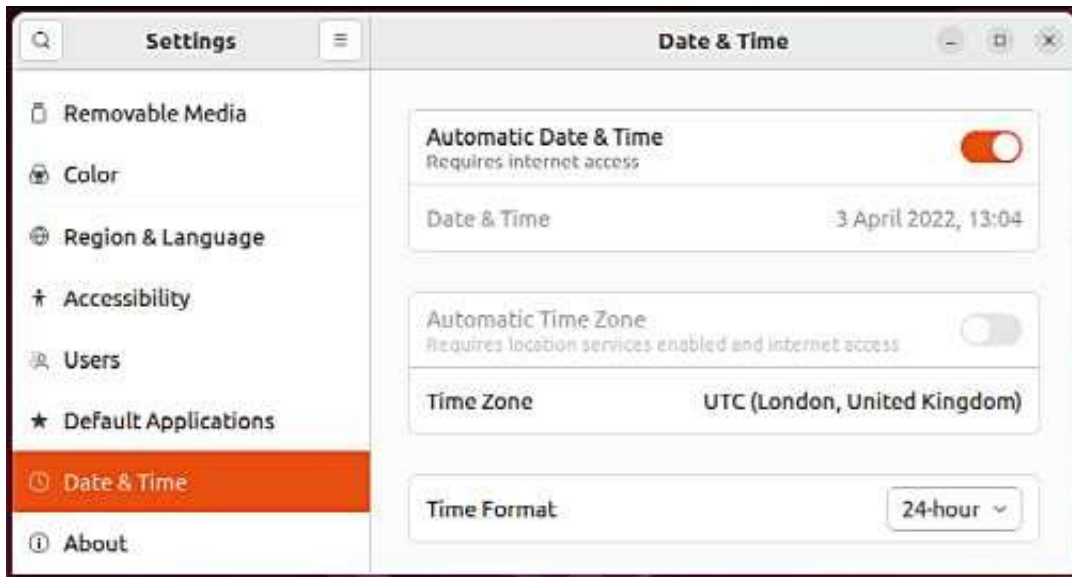 Settings
Date & Time
Removable Media
Color
Region & Language
Accessibility
Users
Default Applications
Date & Time
About
Automatic Date & Time
Requires internet access
Date & Time 3 April 2022, 13:04
Automatic Time Zone
Requires location services enabled and internet access
Time Zone UTC (London, United Kingdom)
Time Format 24-hour